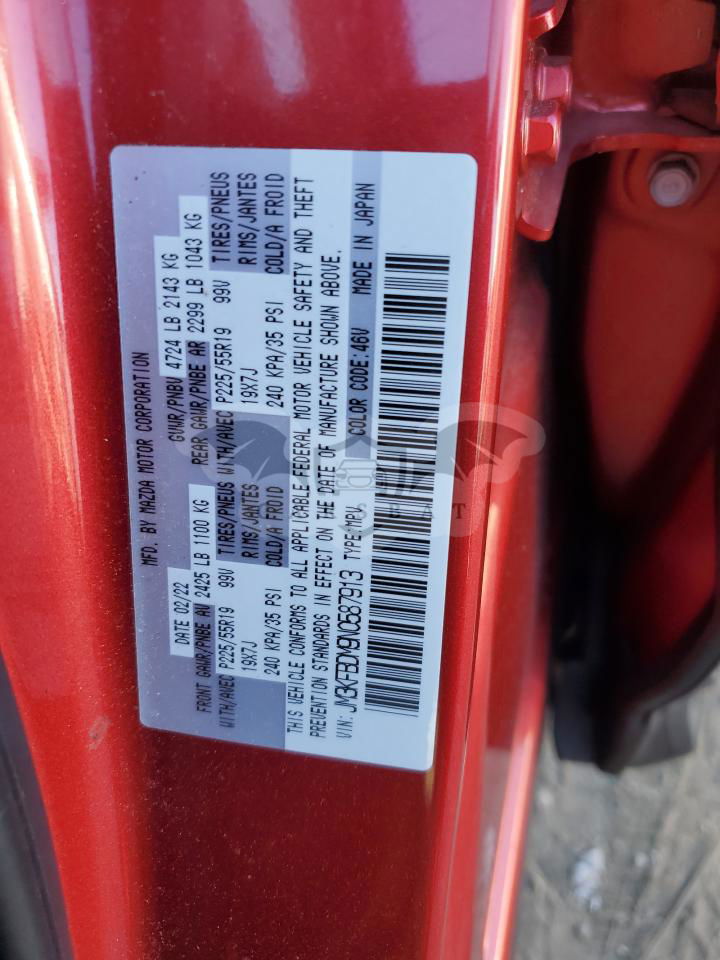 MFD. BY MAZDA MOTOR CORPORATION
DATE 02/22 GVWR/PNBV 4724 LB 2143 KG
FRONT GAWR/PNBE AV 2425 LB 1100 KG REAR GAWR/PNBE AR 2299 LB 1043 KG
WITH/AVEC P225/55R19 99V TIRES/PNEUS WITH/AVEC P225/55R19 99V TIRES/PNEUS
19X7J RIMS/JANTES 19X7J RIMS/JANTES
240 KPA/35 PSI COLD/A FROID 240 KPA/35 PSI COLD/A FROID
THIS VEHICLE CONFORMS TO ALL APPLICABLE FEDERAL MOTOR VEHICLE SAFETY AND THEFT
PREVENTION STANDARDS IN EFFECT ON THE DATE OF MANUFACTURE SHOWN ABOVE.
VIN: JM3KFBDM9N0587913 TYPE:MPV COLOR CODE:46V MADE IN JAPAN